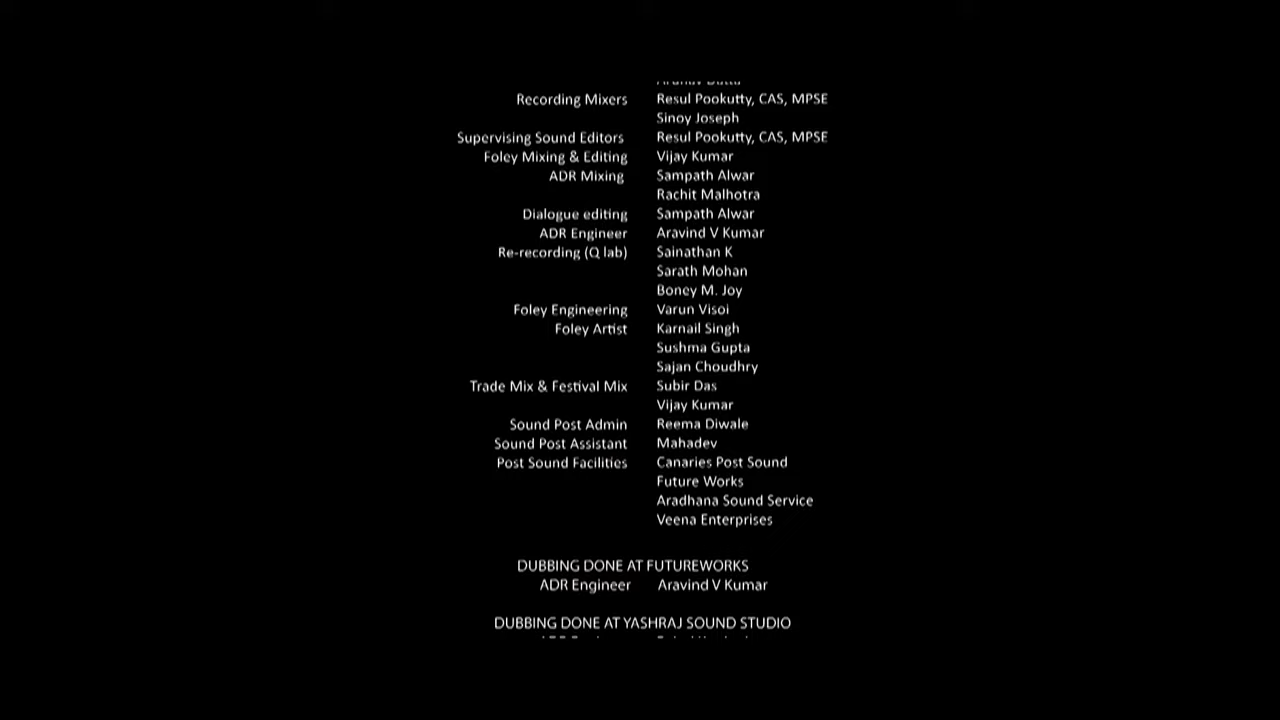 Recording Mixers Resul Pookutty, CAS, MPSE
Sinoy Joseph
Supervising Sound Editors Resul Pookutty, CAS, MPSE
Foley Mixing & Editing Vijay Kumar
ADR Mixing Sampath Alwar
Rachit Malhotra
Dialogue editing Sampath Alwar
ADR Engineer Aravind V Kumar
Re-recording (Q lab) Sainathan K
Sarath Mohan
Boney M. Joy
Foley Engineering Varun Visoi
Foley Artist Karnail Singh
Sushma Gupta
Sajan Choudhry
Trade Mix & Festival Mix Subir Das
Vijay Kumar
Sound Post Admin Reema Diwale
Sound Post Assistant Mahadev
Post Sound Facilities Canaries Post Sound
Future Works
Aradhana Sound Service
Veena Enterprises
DUBBING DONE AT FUTUREWORKS
ADR Engineer Aravind V Kumar
DUBBING DONE AT YASHRAJ SOUND STUDIO